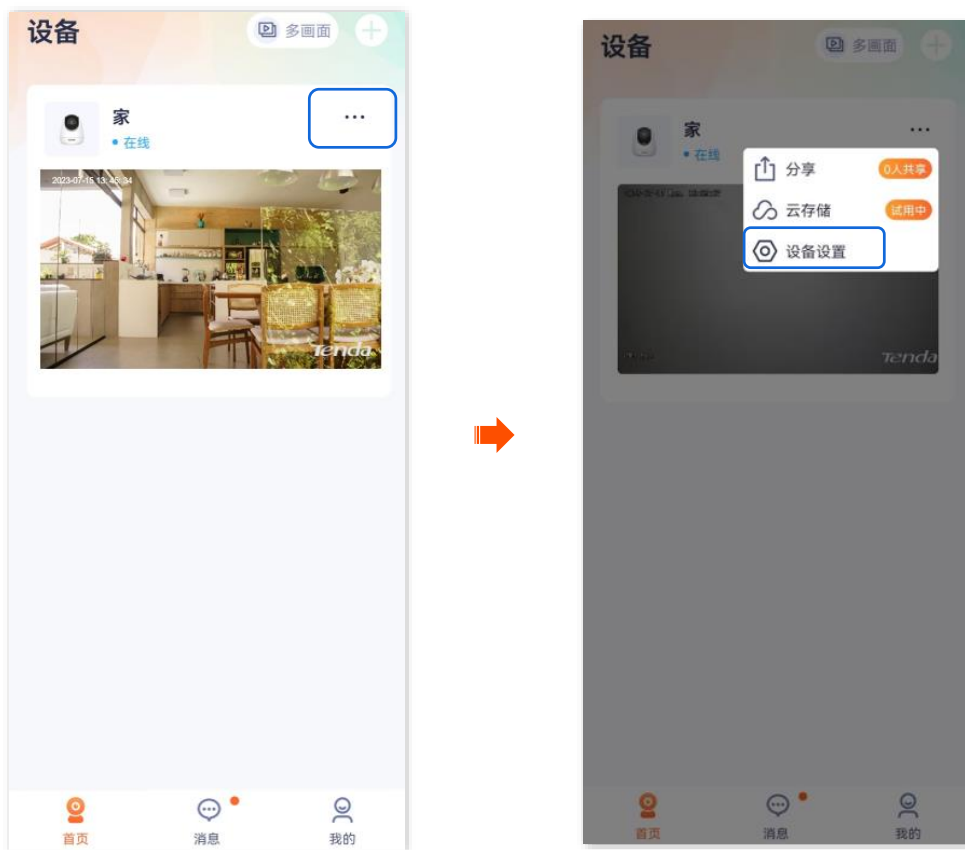 设备
多画面
家
···
在线
2023-07-15 13:45:34
Tenda
首页
消息
我的
设备
多画面
家
···
在线
分享
0人共享
云存储
试用中
设备设置
Tenda
首页
消息
我的